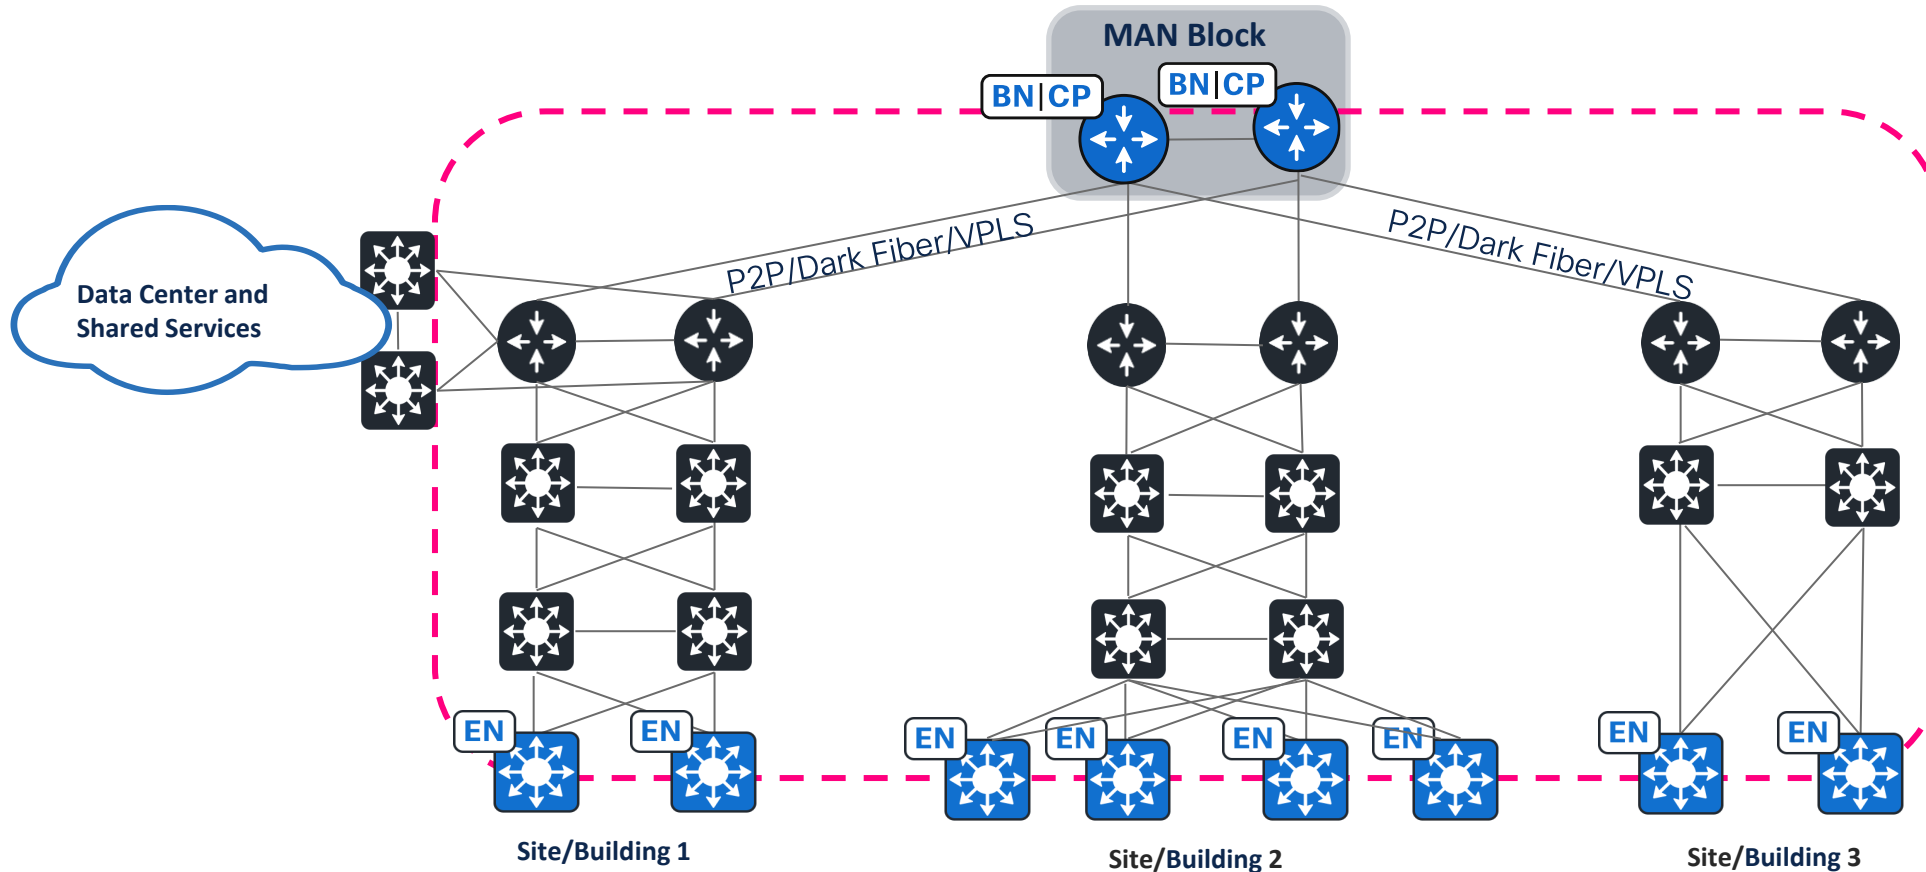 MAN Block
BN|CP
BN|CP
P2P/Dark Fiber/VPLS
P2P/Dark Fiber/VPLS
Data Center and
Shared Services
EN
EN
EN
EN
EN
EN
EN
EN
Site/Building 1
Site/Building 2
Site/Building 3